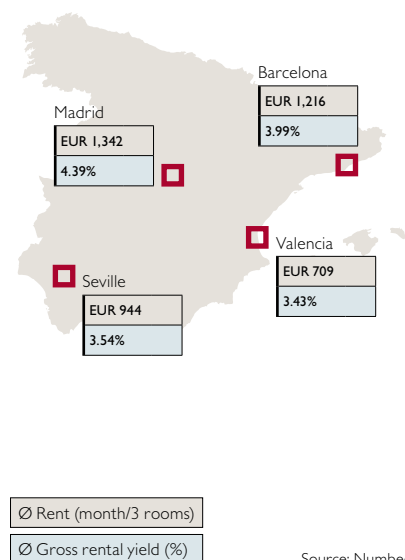 Barcelona
EUR 1,216
3.99%
Madrid
EUR 1,342
4.39%
Valencia
EUR 709
3.43%
Seville
EUR 944
3.54%
Ø Rent (month/3 rooms)
Ø Gross rental yield (%)
Source: Numbe